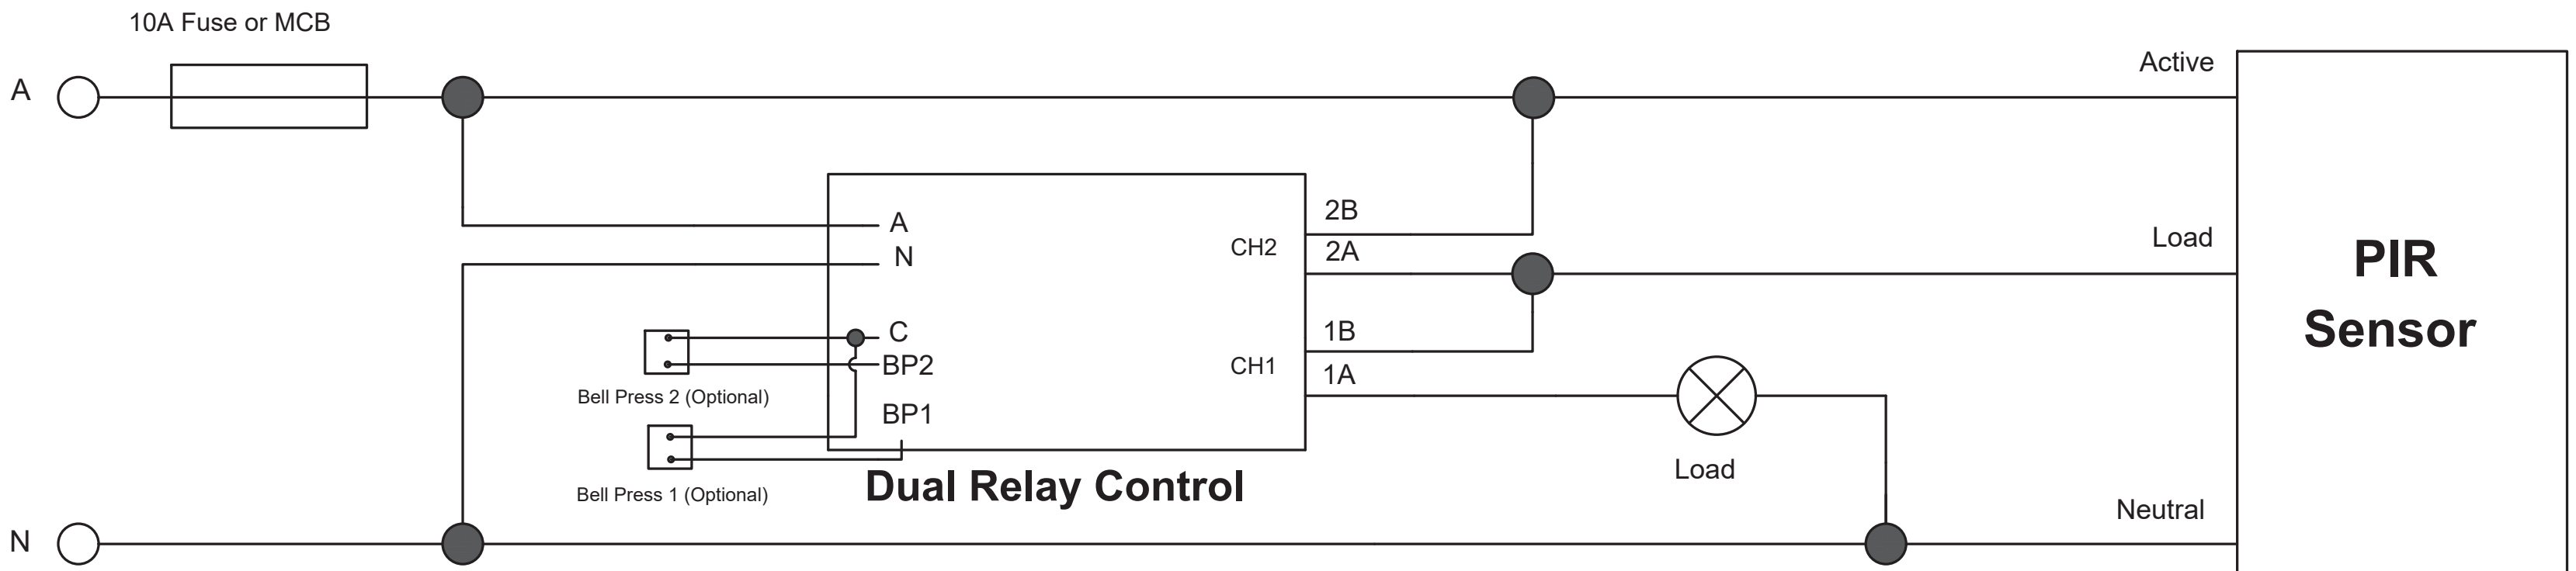 10A Fuse or MCB
A
Active
A
N
2B
CH2
2A
Load
PIR
Sensor
C
BP2
BP1
1B
CH1
1A
Bell Press 2 (Optional)
Bell Press 1 (Optional)
Dual Relay Control
Load
Neutral
N